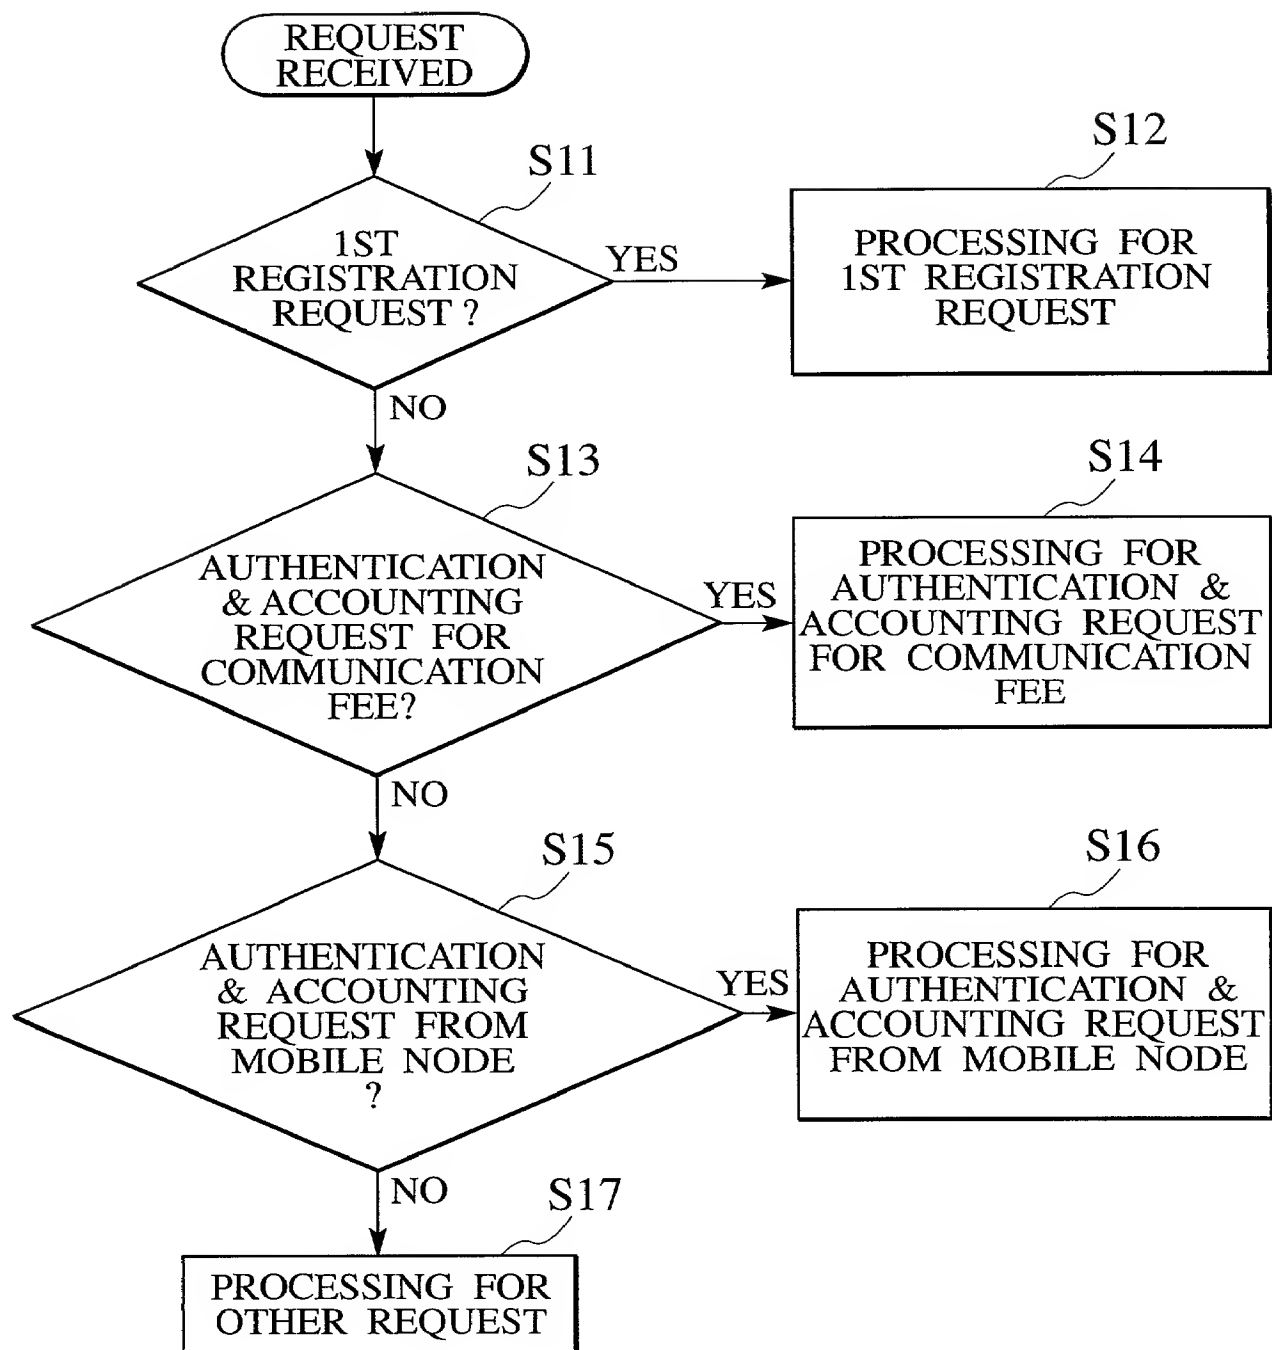 REQUEST
RECEIVED
S11
1ST
REGISTRATION
REQUEST ?
YES
S12
PROCESSING FOR
1ST REGISTRATION
REQUEST
NO
S13
AUTHENTICATION
& ACCOUNTING
REQUEST FOR
COMMUNICATION
FEE?
YES
S14
PROCESSING FOR
AUTHENTICATION &
ACCOUNTING REQUEST
FOR COMMUNICATION
FEE
NO
S15
AUTHENTICATION
& ACCOUNTING
REQUEST FROM
MOBILE NODE
?
YES
S16
PROCESSING FOR
AUTHENTICATION &
ACCOUNTING REQUEST
FROM MOBILE NODE
NO
S17
PROCESSING FOR
OTHER REQUEST